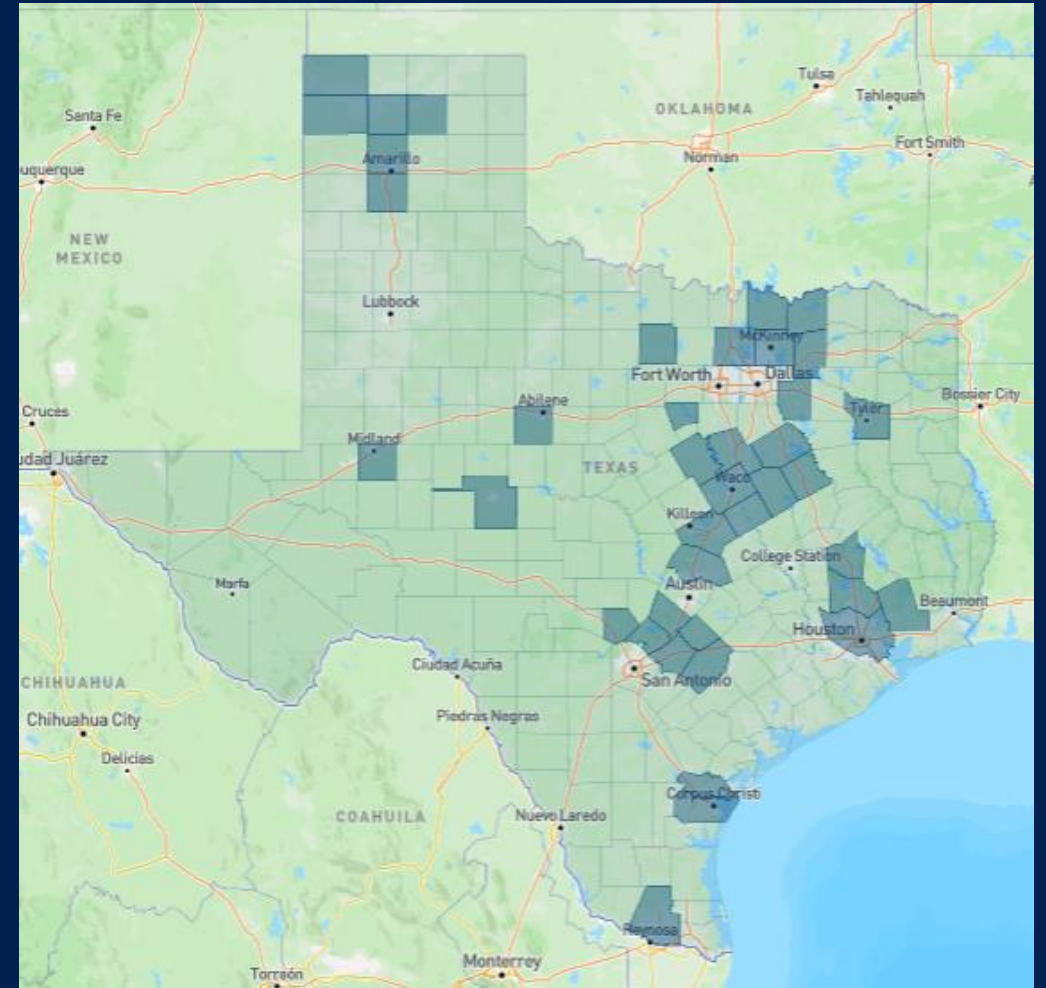 Tulsa
Tahlequah
OKLAHOMA
Santa Fe
Fort Smith
Norman
Amarillo
uquerque
NEW
MEXICO
Lubbock
McKinney
Fort Worth
Dallas
Bossier City
Abilene
Cruces
Tyler
Midland
udad Juárez
TEXAS
Waco
Killeen
College Station
Marfa
Austin
Beaumont
Houston
Ciudad Acuña
San Antonio
CHIHUAHUA
Piedras Negras
Chihuahua City
Delicias
Corpus Christi
COAHUILA
Nuevo Laredo
Reynosa
Monterrey
Torreón